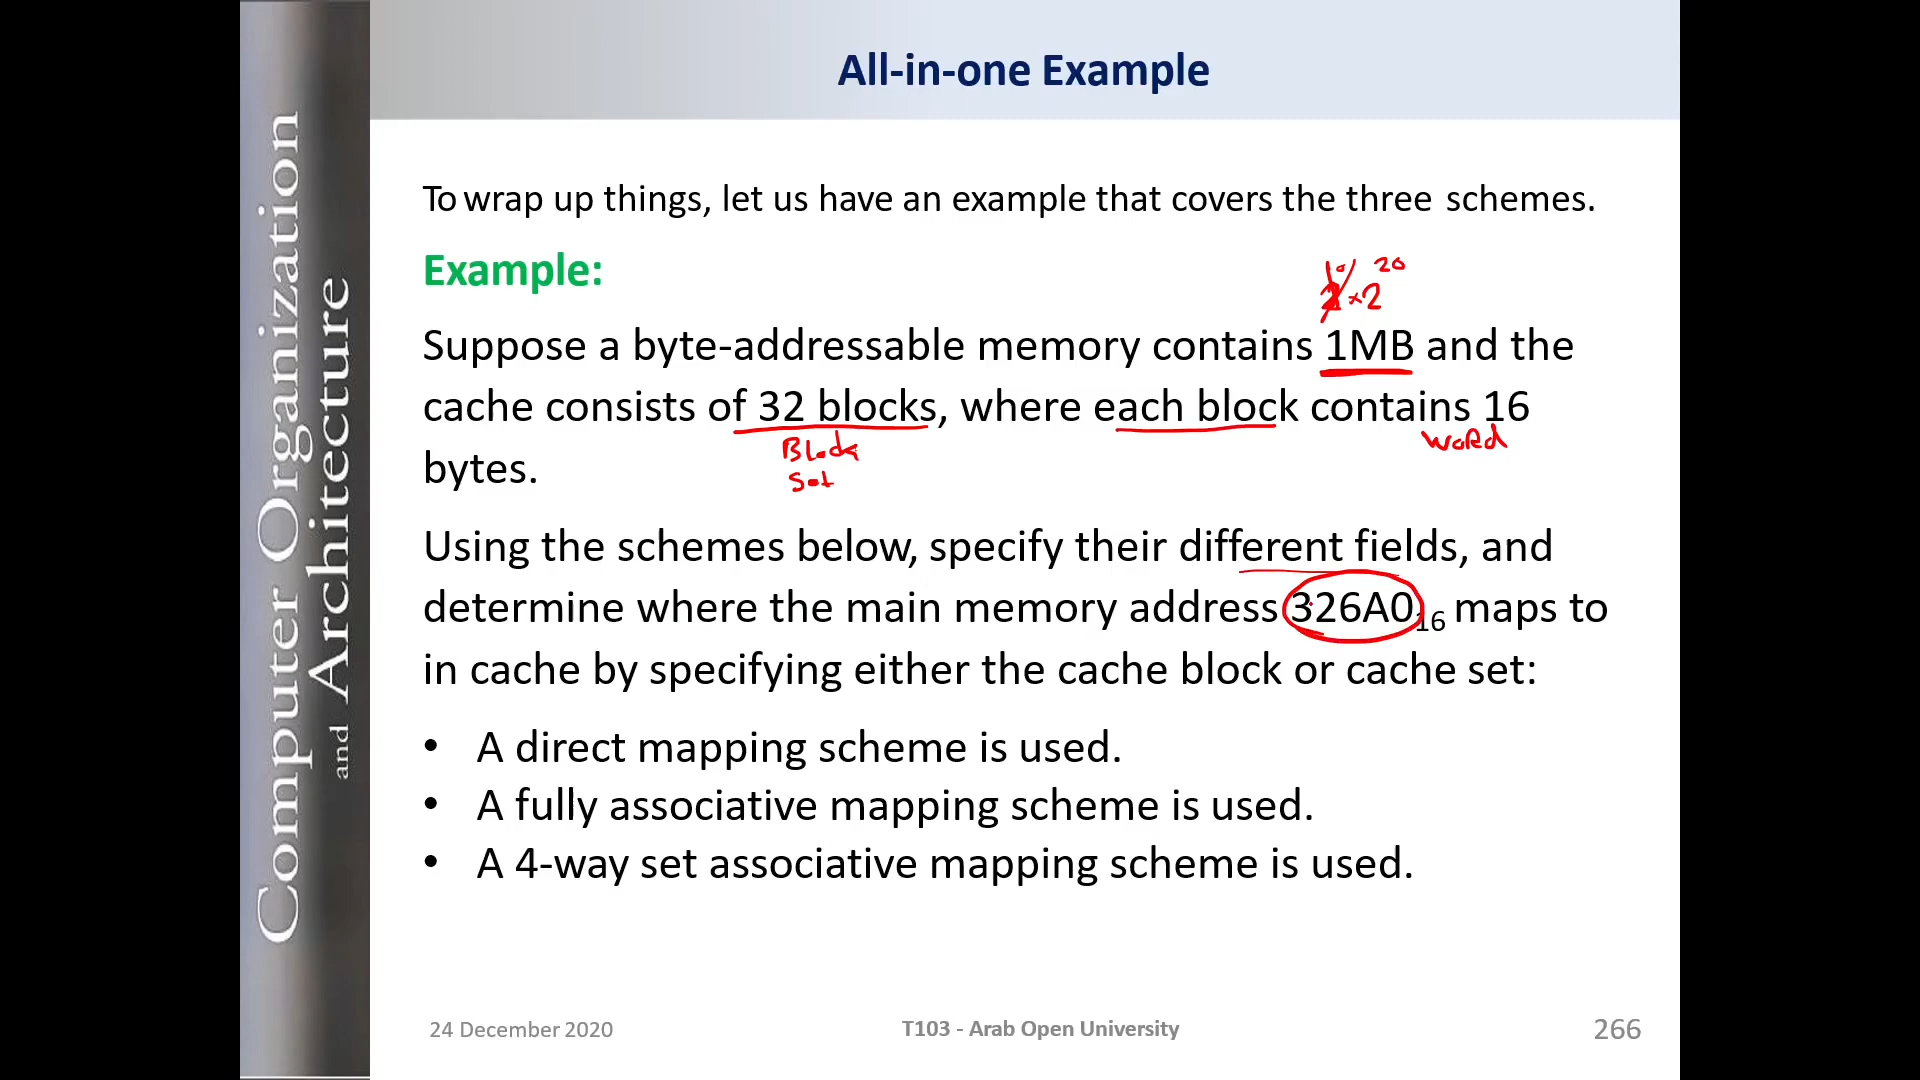 Computer Organization
and Architecture
All-in-one Example
To wrap up things, let us have an example that covers the three schemes.
Example:
20
×2
Suppose a byte-addressable memory contains 1MB and the
cache consists of 32 blocks, where each block contains 16
Block
word
Set
bytes.
Using the schemes below, specify their different fields, and
determine where the main memory address 326A0₁₆ maps to
in cache by specifying either the cache block or cache set:
• A direct mapping scheme is used.
• A fully associative mapping scheme is used.
• A 4-way set associative mapping scheme is used.
24 December 2020
T103 - Arab Open University
266